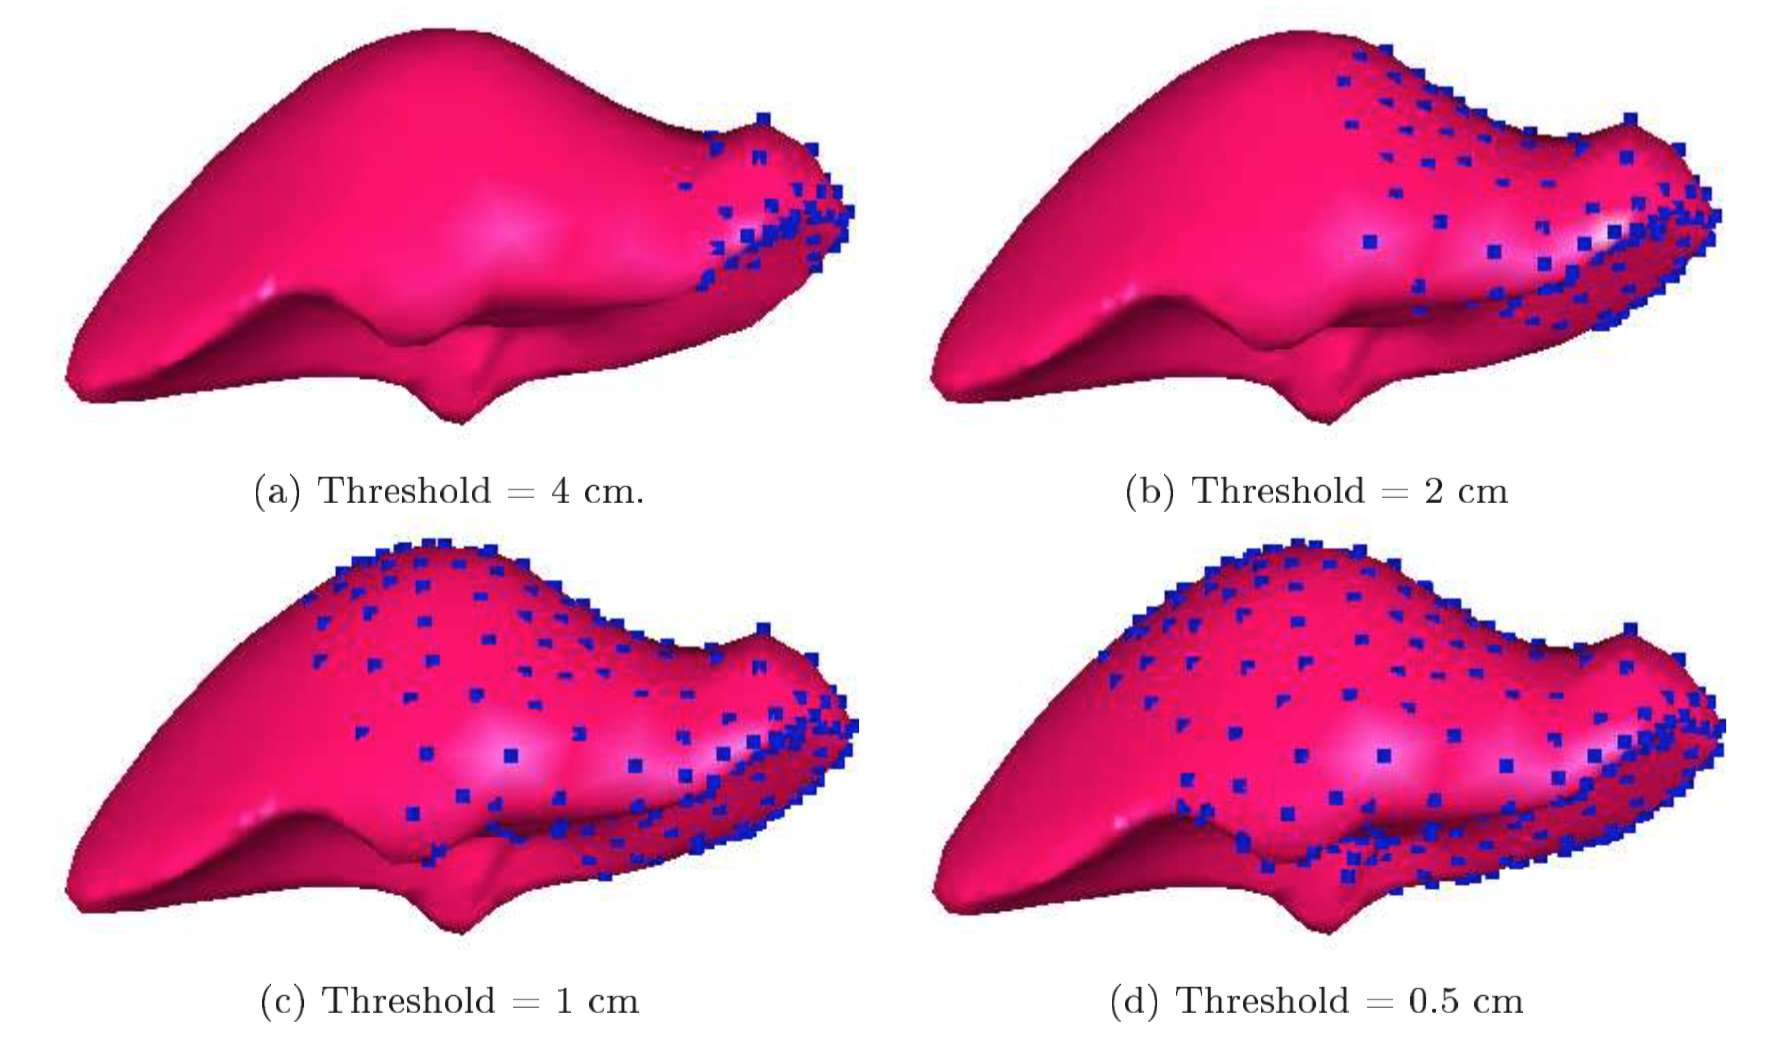 (a) Threshold = 4 cm.
(b) Threshold = 2 cm
(c) Threshold = 1 cm
(d) Threshold = 0.5 cm